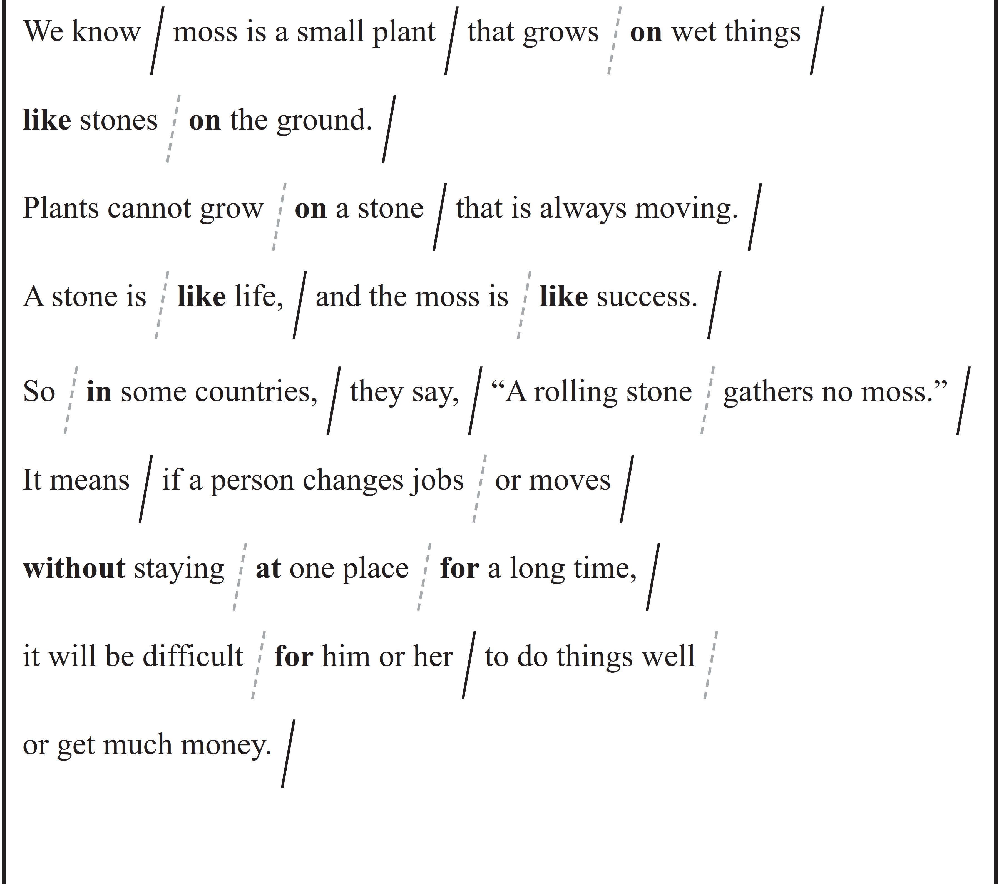 We know / moss is a small plant / that grows / on wet things /
like stones / on the ground. /
Plants cannot grow / on a stone / that is always moving. /
A stone is / like life, / and the moss is / like success. /
So / in some countries, / they say, / “A rolling stone / gathers no moss.” /
It means / if a person changes jobs / or moves /
without staying / at one place / for a long time, /
it will be difficult / for him or her / to do things well /
or get much money. /